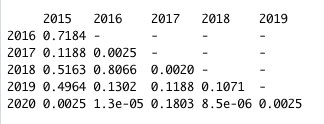 2015 2016 2017 2018 2019
2016 0.7184 - - - -
2017 0.1188 0.0025 - - -
2018 0.5163 0.8066 0.0020 - -
2019 0.4964 0.1302 0.1188 0.1071 -
2020 0.0025 1.3e-05 0.1803 8.5e-06 0.0025